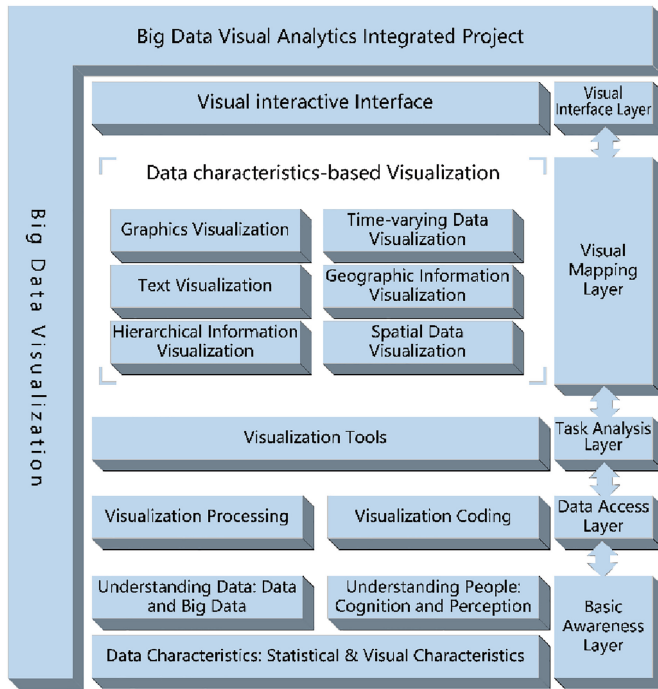 Big Data Visual Analytics Integrated Project
Big Data Visualization
Visual interactive Interface
Visual
Interface Layer
Data characteristics-based Visualization
Graphics Visualization
Time-varying Data
Visualization
Text Visualization
Geographic Information
Visualization
Hierarchical Information
Visualization
Spatial Data
Visualization
Visual
Mapping
Layer
Visualization Tools
Task Analysis
Layer
Visualization Processing
Visualization Coding
Data Access
Layer
Understanding Data: Data
and Big Data
Understanding People:
Cognition and Perception
Data Characteristics: Statistical & Visual Characteristics
Basic
Awareness
Layer